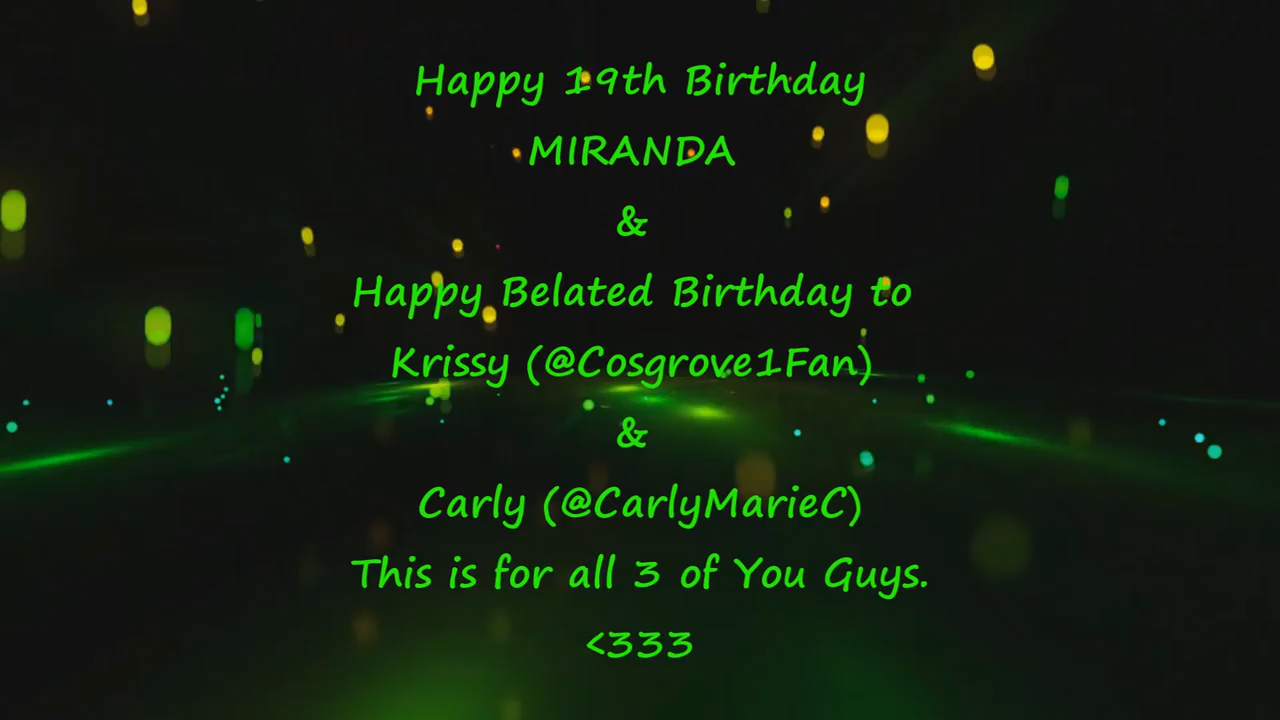 Happy 19th Birthday
MIRANDA
&
Happy Belated Birthday to
Krissy (@Cosgrove1Fan)
&
Carly (@CarlyMarieC)
This is for all 3 of You Guys.
<333